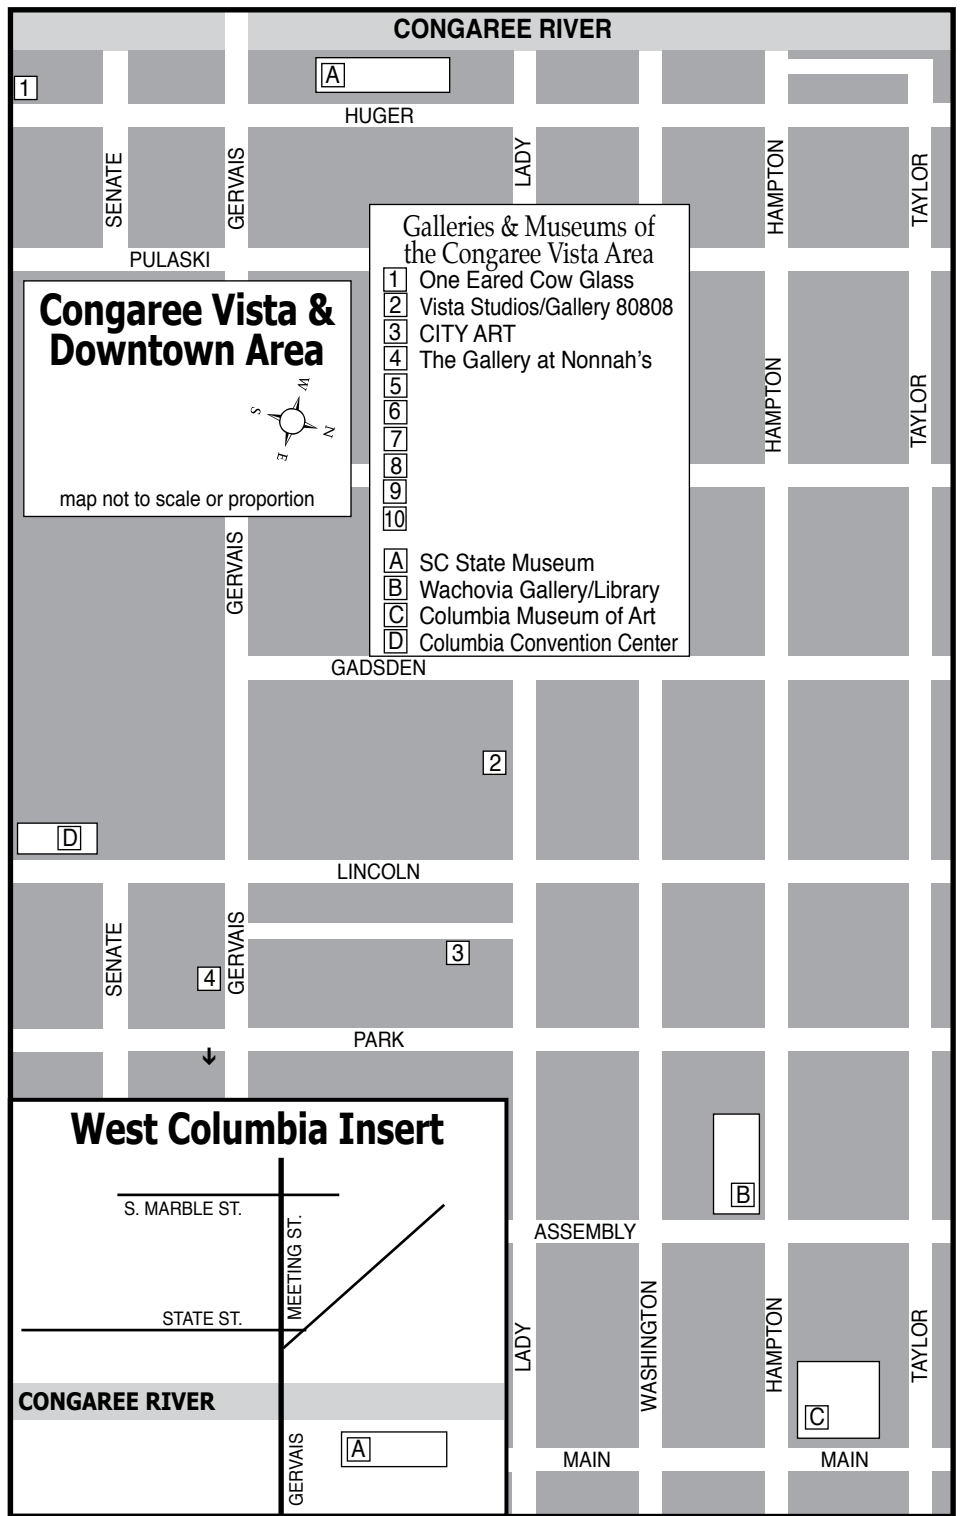 CONGAREE RIVER
1
A
HUGER
SENATE
GERVAIS
LADY
HAMPTON
TAYLOR
PULASKI
Galleries & Museums of
the Congaree Vista Area
1 One Eared Cow Glass
2 Vista Studios/Gallery 80808
3 CITY ART
4 The Gallery at Nonnah's
5
6
7
8
9
10
A SC State Museum
B Wachovia Gallery/Library
C Columbia Museum of Art
D Columbia Convention Center
Congaree Vista &
Downtown Area
W
S
N
E
map not to scale or proportion
HAMPTON
TAYLOR
GERVAIS
GADSDEN
2
D
LINCOLN
SENATE
4
GERVAIS
3
PARK
West Columbia Insert
S. MARBLE ST.
MEETING ST.
STATE ST.
CONGAREE RIVER
GERVAIS
A
B
ASSEMBLY
LADY
WASHINGTON
HAMPTON
TAYLOR
C
MAIN
MAIN